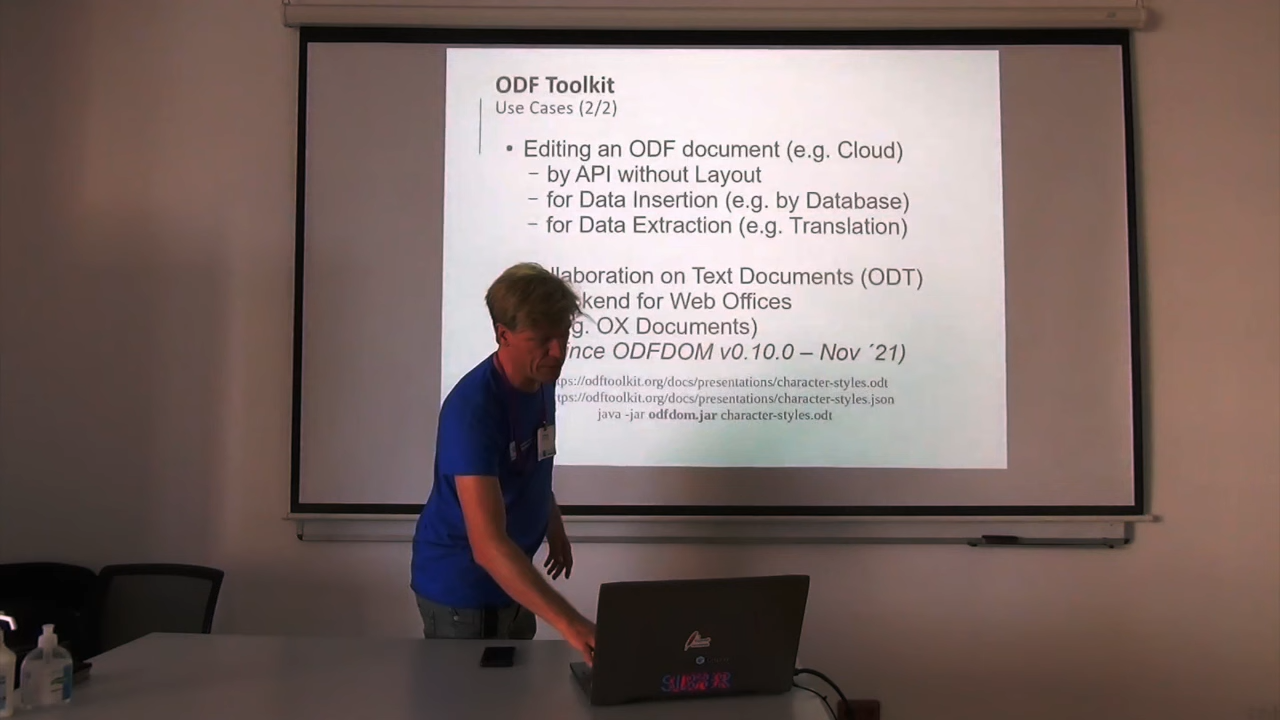 ODF Toolkit
Use Cases (2/2)
• Editing an ODF document (e.g. Cloud)
– by API without Layout
– for Data Insertion (e.g. by Database)
– for Data Extraction (e.g. Translation)
llaboration on Text Documents (ODT)
kend for Web Offices
g. OX Documents)
ince ODFDOM v0.10.0 – Nov ´21)
tps://odftoolkit.org/docs/presentations/character-styles.odt
tps://odftoolkit.org/docs/presentations/character-styles.json
java -jar odfdom.jar character-styles.odt